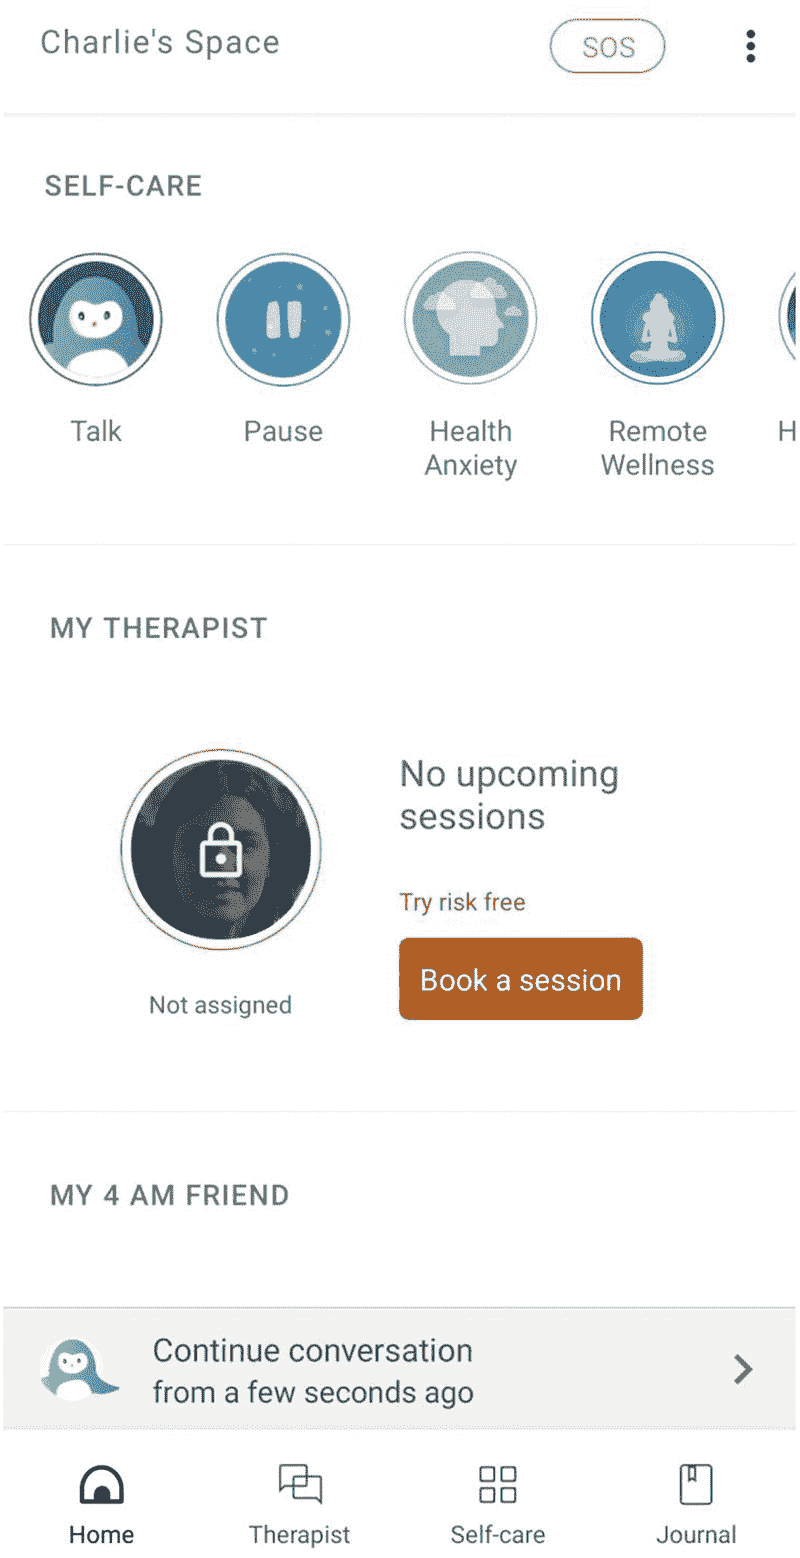 Charlie's Space
SOS
SELF-CARE
Talk
Pause
Health
Anxiety
Remote
Wellness
H
MY THERAPIST
No upcoming
sessions
Try risk free
Book a session
Not assigned
MY 4 AM FRIEND
Continue conversation
from a few seconds ago
Home
Therapist
Self-care
Journal